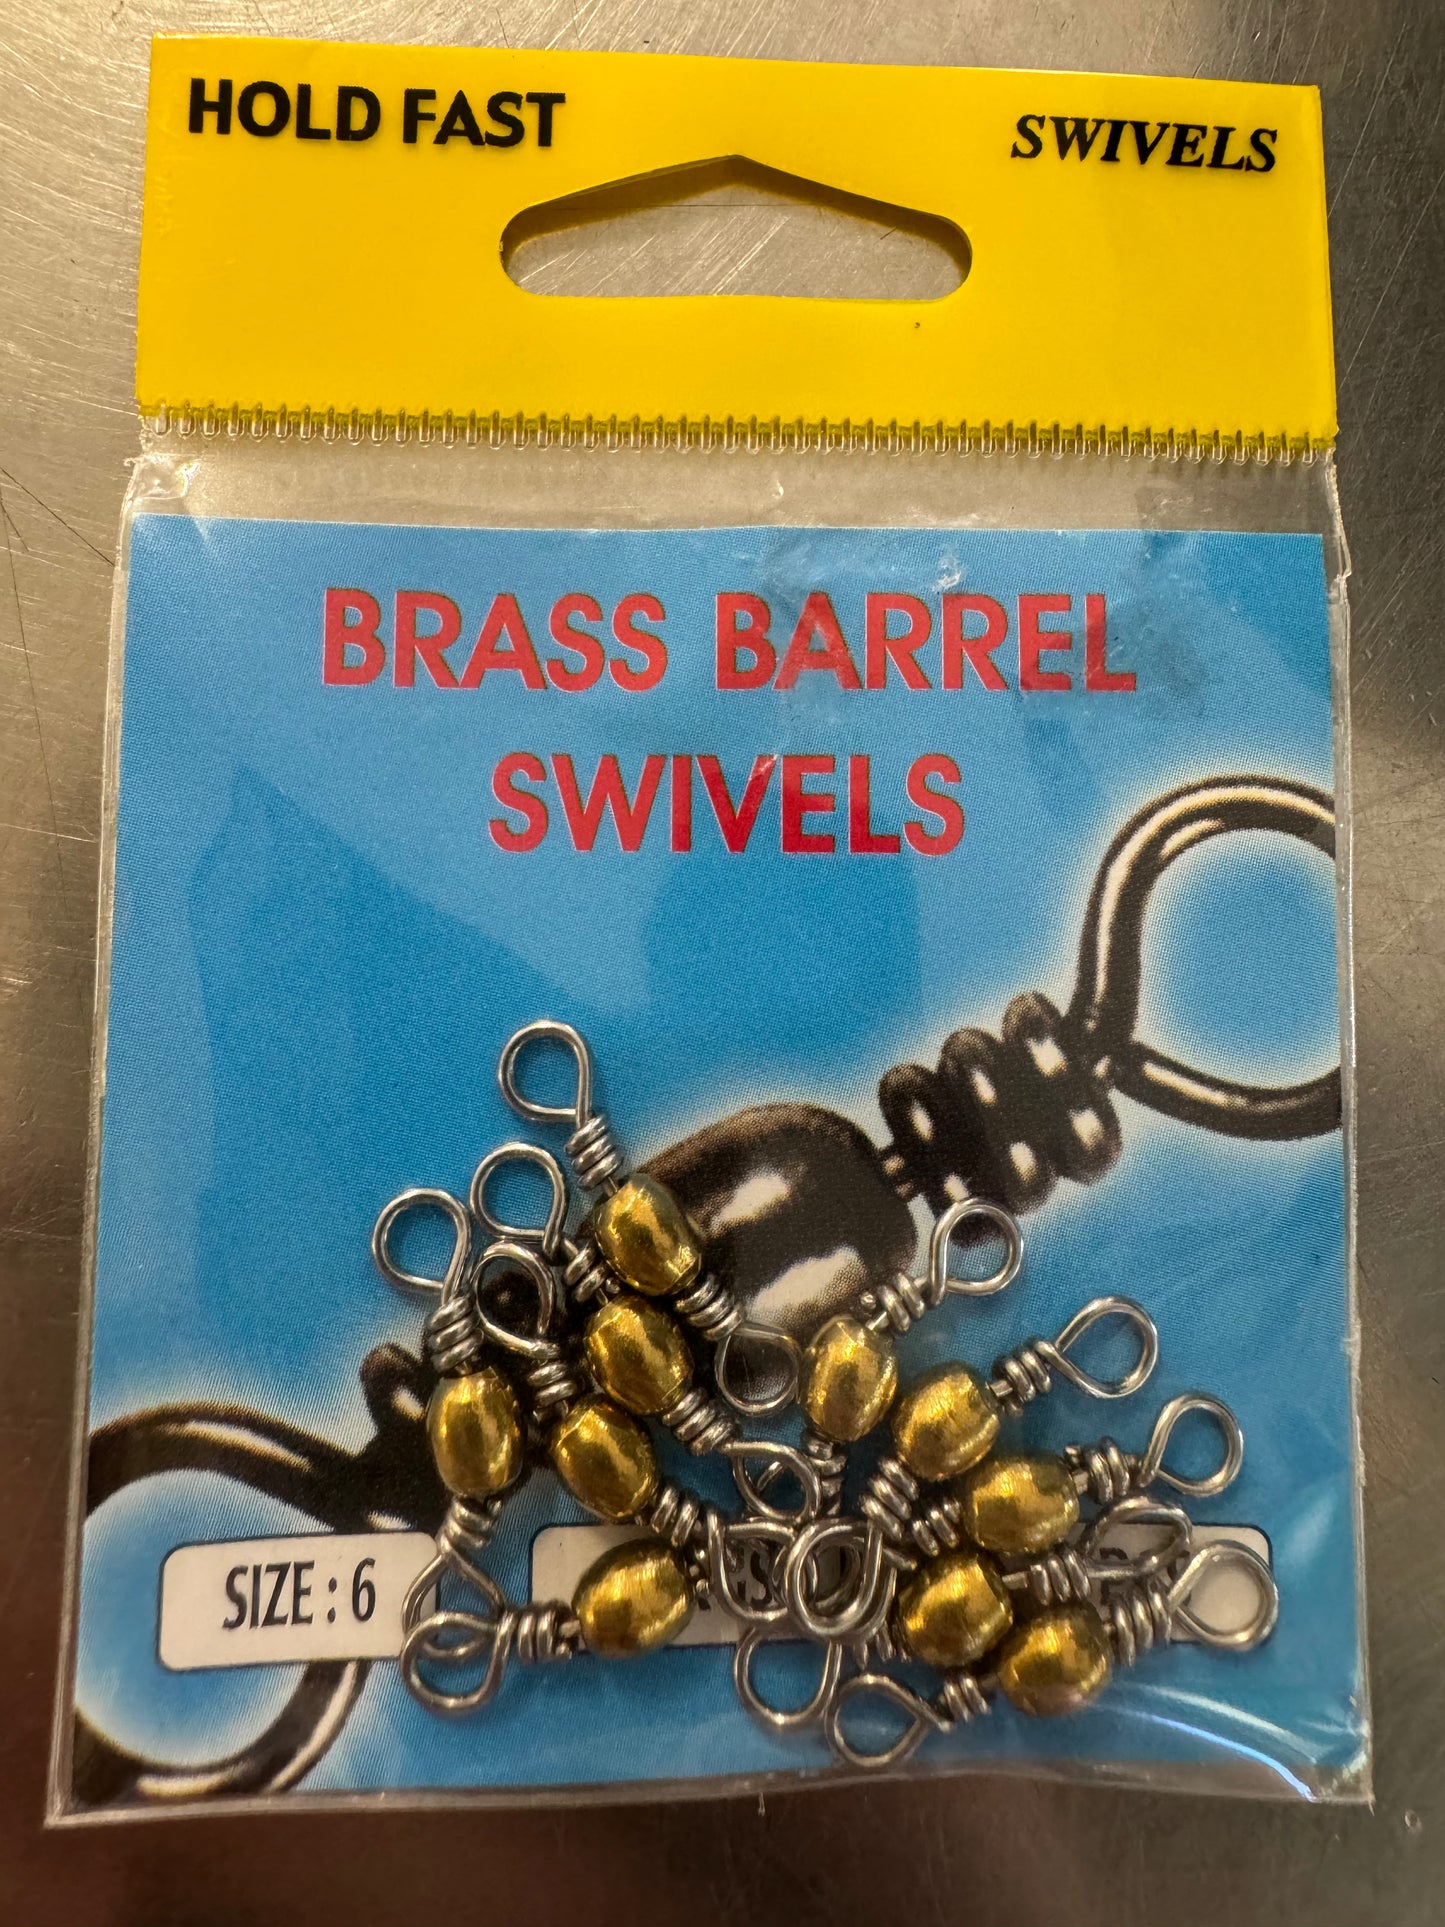 HOLD FAST
SWIVELS
BRASS BARREL
SWIVELS
SIZE : 6